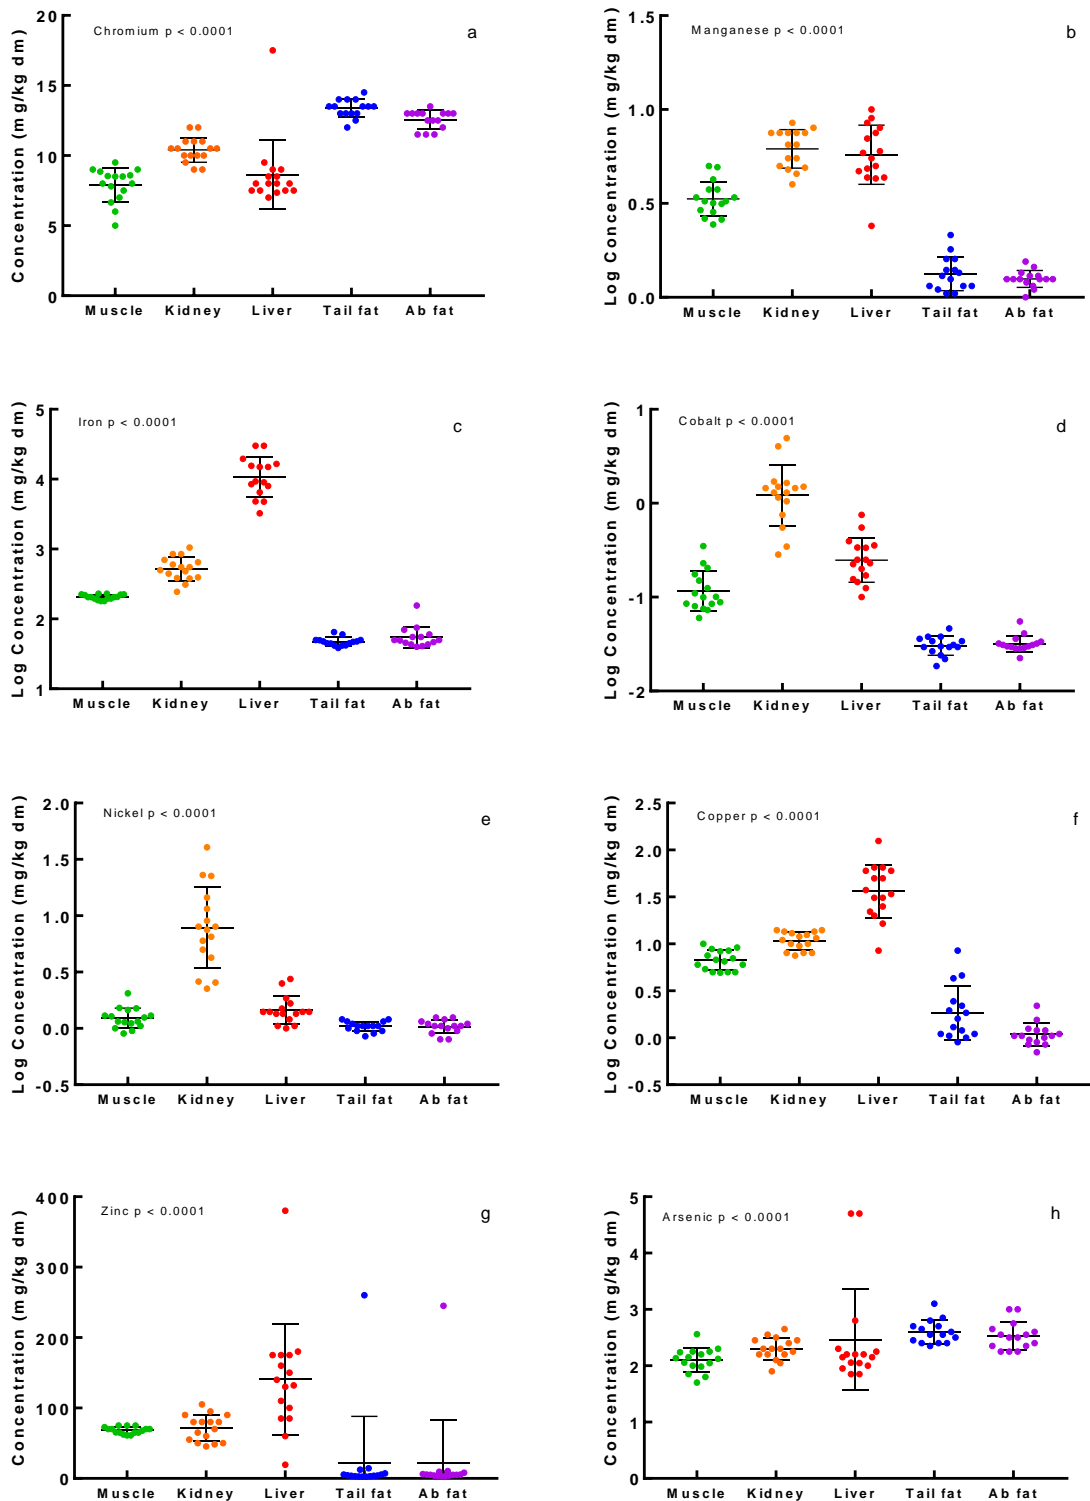 Chromium p < 0.0001
a
Concentration (mg/kg dm)
20
15
10
5
0
Muscle Kidney Liver Tail fat Ab fat
Manganese p < 0.0001
b
Log Concentration (mg/kg dm)
1.5
1.0
0.5
0.0
Muscle Kidney Liver Tail fat Ab fat
Iron p < 0.0001
c
Log Concentration (mg/kg dm)
5
4
3
2
1
Muscle Kidney Liver Tail fat Ab fat
Cobalt p < 0.0001
d
Log Concentration (mg/kg dm)
1
0
-1
-2
Muscle Kidney Liver Tail fat Ab fat
Nickel p < 0.0001
e
Log Concentration (mg/kg dm)
2.0
1.5
1.0
0.5
0.0
-0.5
Muscle Kidney Liver Tail fat Ab fat
Copper p < 0.0001
f
Log Concentration (mg/kg dm)
2.5
2.0
1.5
1.0
0.5
0.0
-0.5
Muscle Kidney Liver Tail fat Ab fat
Zinc p < 0.0001
g
Concentration (mg/kg dm)
400
300
200
100
0
Muscle Kidney Liver Tail fat Ab fat
Arsenic p < 0.0001
h
Concentration (mg/kg dm)
5
4
3
2
1
0
Muscle Kidney Liver Tail fat Ab fat